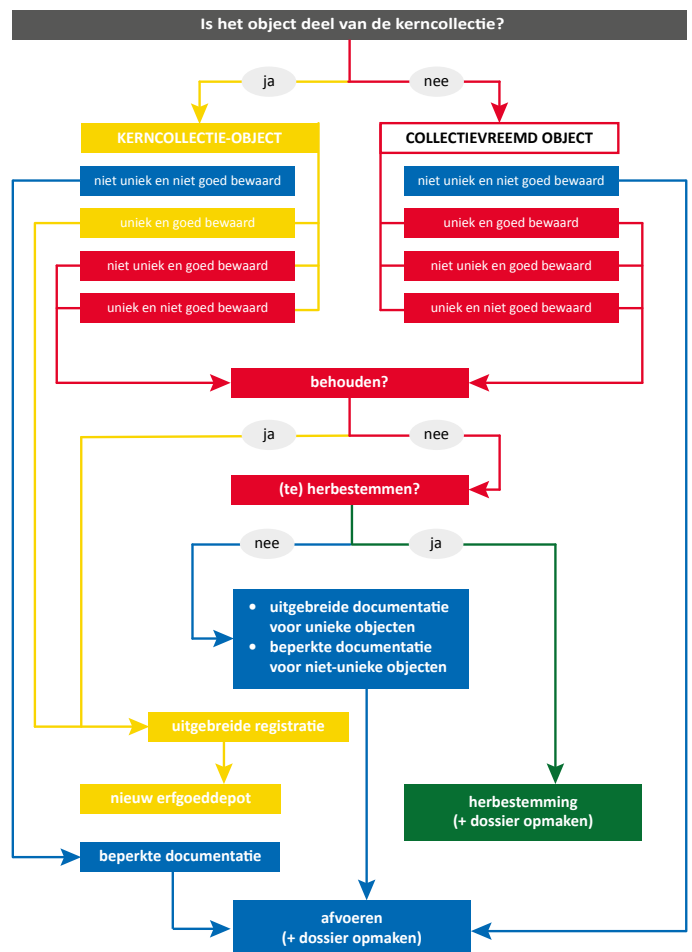 Is het object deel van de kerncollectie?
ja
nee
KERNCOLLECTIE-OBJECT
COLLECTIEVREEMD OBJECT
niet uniek en niet goed bewaard
niet uniek en niet goed bewaard
uniek en goed bewaard
uniek en goed bewaard
niet uniek en goed bewaard
niet uniek en goed bewaard
uniek en niet goed bewaard
uniek en niet goed bewaard
behouden?
ja
nee
(te) herbestemmen?
nee
ja
• uitgebreide documentatie
voor unieke objecten
• beperkte documentatie
voor niet-unieke objecten
uitgebreide registratie
nieuw erfgoeddepot
herbestemming
(+ dossier opmaken)
beperkte documentatie
afvoeren
(+ dossier opmaken)